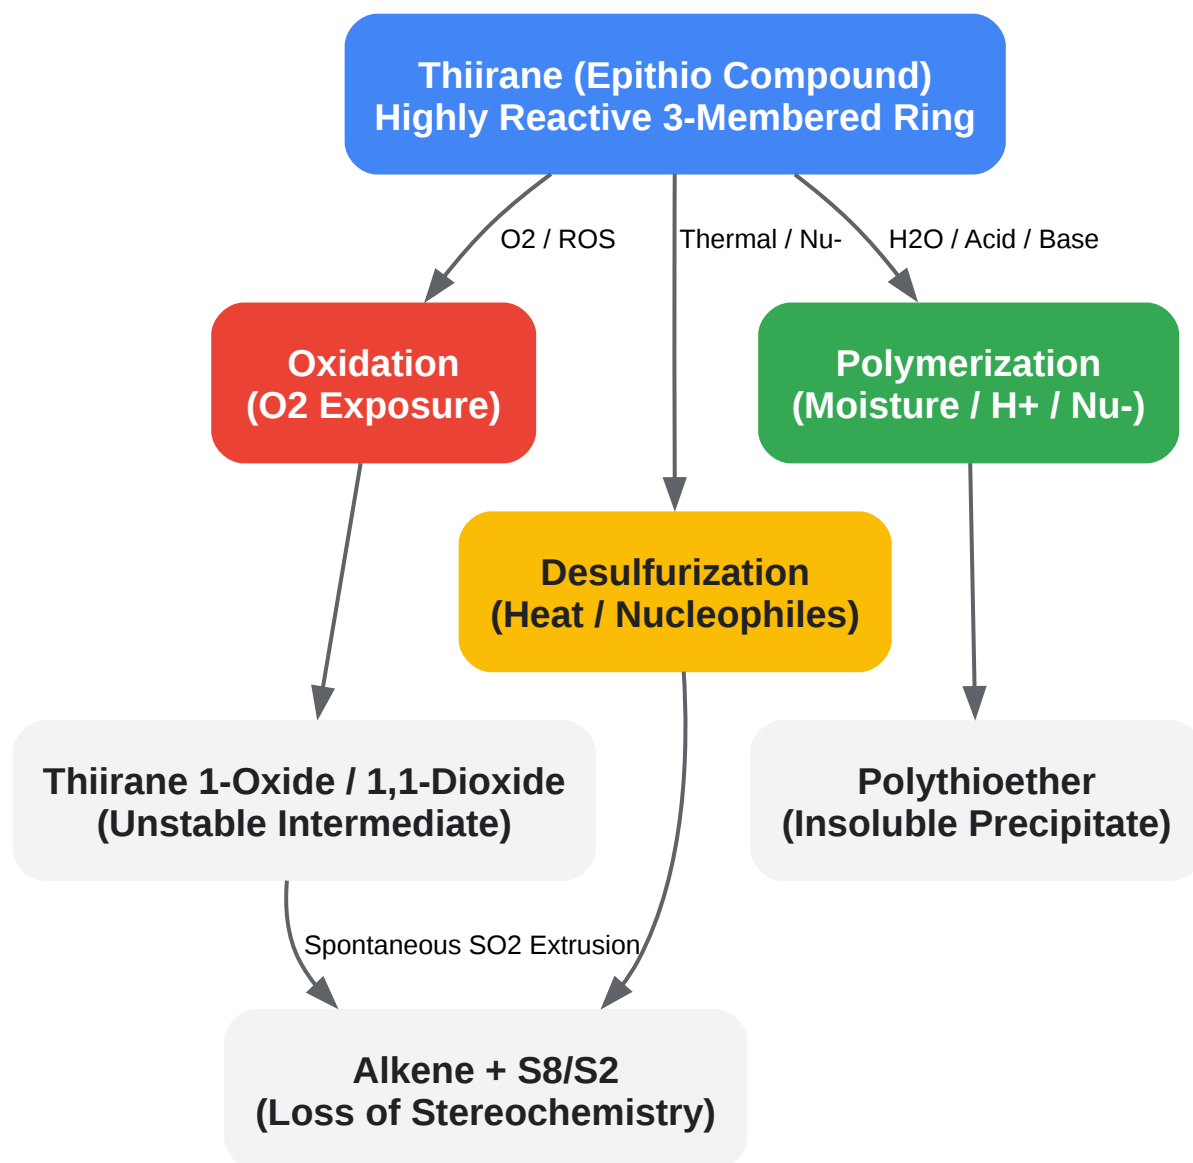 Thiirane (Epithio Compound)
Highly Reactive 3-Membered Ring
O2 / ROS
Thermal / Nu-
H2O / Acid / Base
Oxidation
(O2 Exposure)
Polymerization
(Moisture / H+ / Nu-)
Desulfurization
(Heat / Nucleophiles)
Thiirane 1-Oxide / 1,1-Dioxide
(Unstable Intermediate)
Polythioether
(Insoluble Precipitate)
Spontaneous SO2 Extrusion
Alkene + S8/S2
(Loss of Stereochemistry)